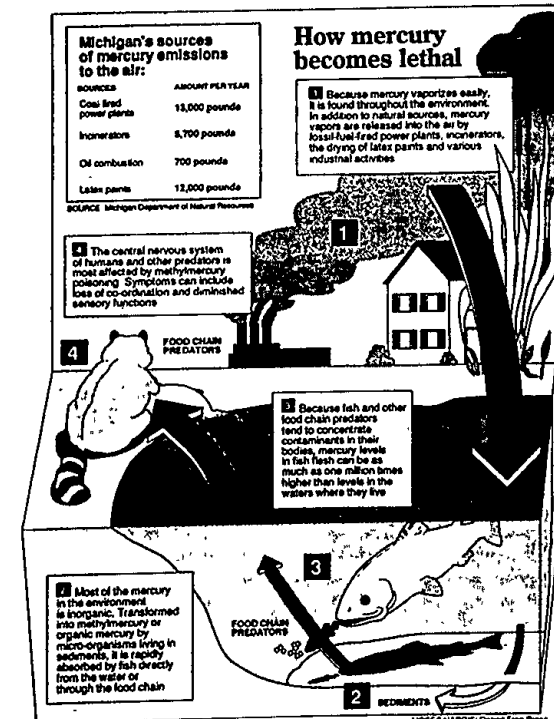 Michigan's sources
of mercury emissions
to the air:
SOURCES AMOUNT PER YEAR
Coal fired
power plants 13,000 pounds
Incinerators 5,700 pounds
Oil combustion 700 pounds
Latex paints 12,000 pounds
SOURCE Michigan Department of Natural Resources
How mercury
becomes lethal
1 Because mercury vaporizes easily,
it is found throughout the environment.
In addition to natural sources, mercury
vapors are released into the air by
fossil-fuel-fired power plants, incinerators,
the drying of latex paints and various
industrial activities
1
4 The central nervous system
of humans and other predators is
most affected by methylmercury
poisoning Symptoms can include
loss of co-ordination and diminished
sensory functions
4
FOOD CHAIN
PREDATORS
3 Because fish and other
food chain predators
tend to concentrate
contaminants in their
bodies, mercury levels
in fish flesh can be as
much as one million times
higher than levels in the
waters where they live
3
2 Most of the mercury
in the environment
is inorganic. Transformed
into methylmercury or
organic mercury by
micro-organisms living in
sediments, it is rapidly
absorbed by fish directly
from the water or
through the food chain
FOOD CHAIN
PREDATORS
2
SEDIMENTS